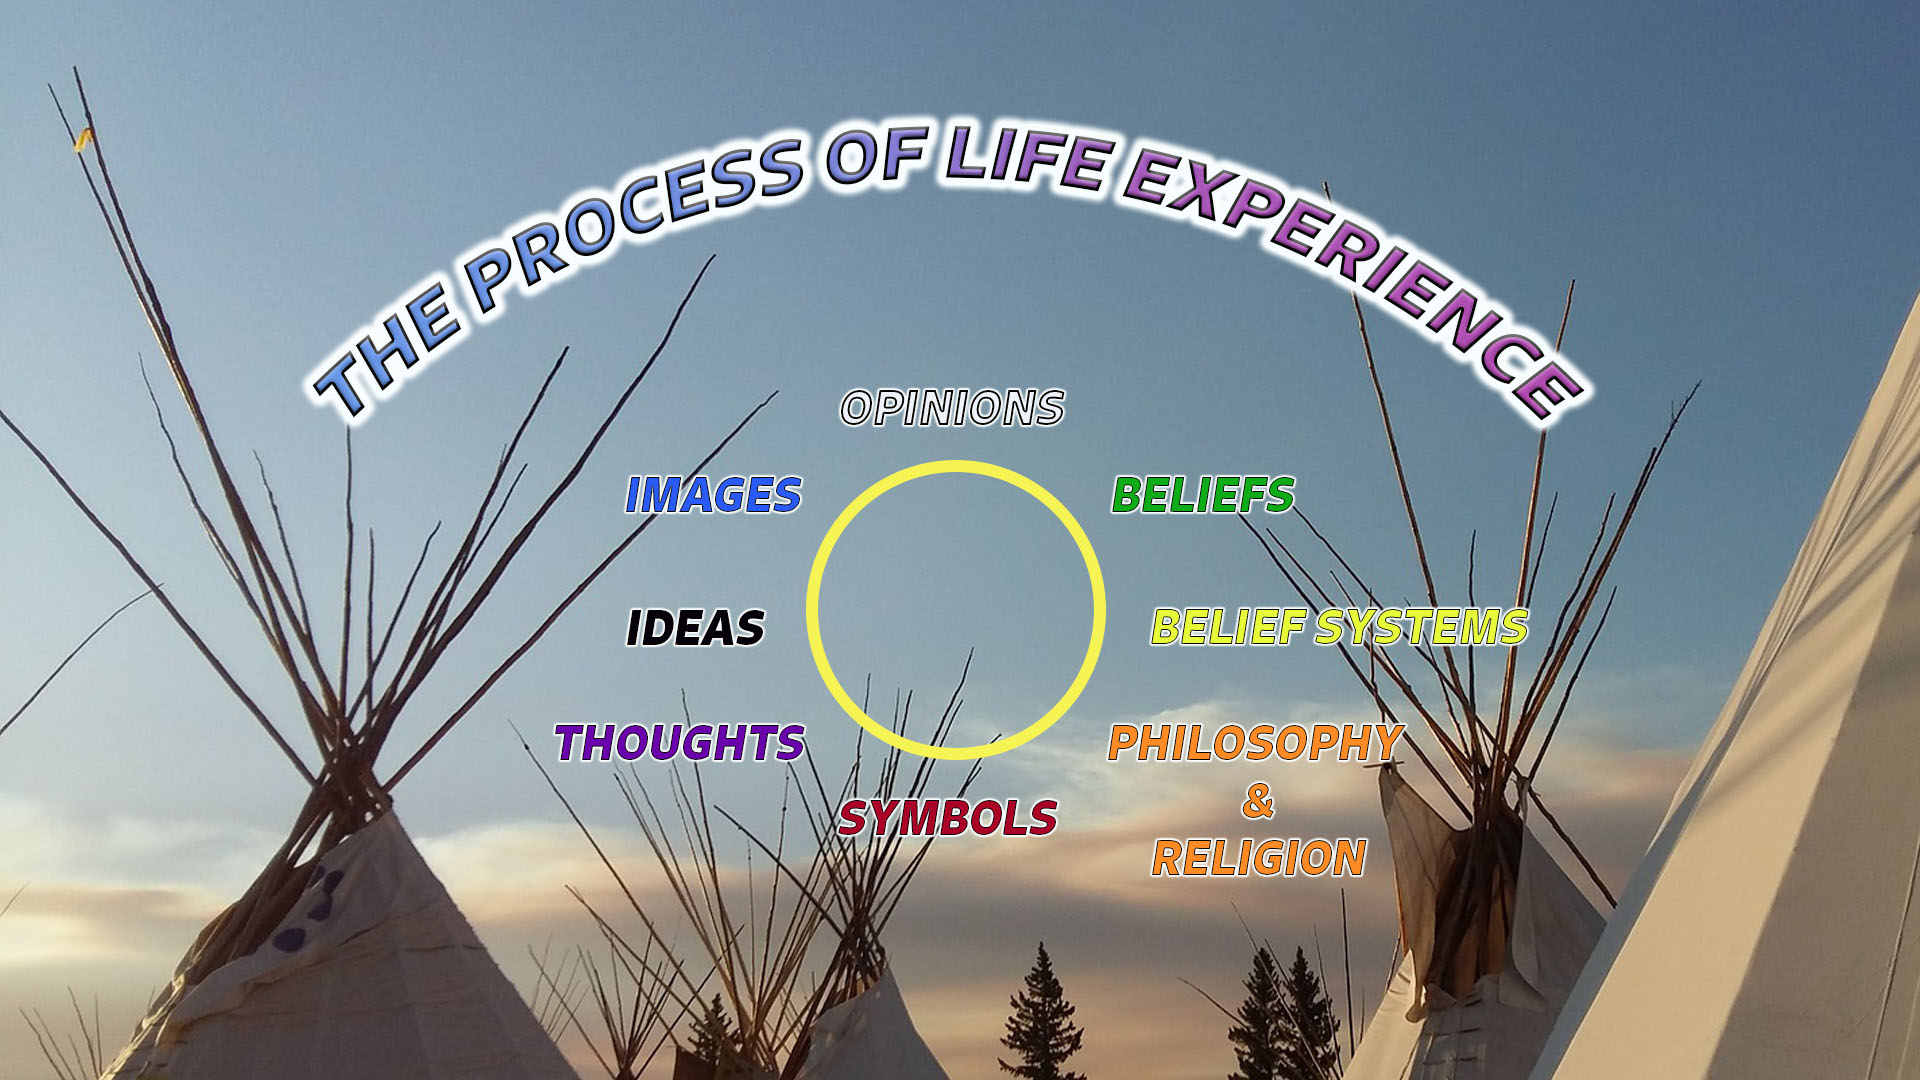 THE PROCESS OF LIFE EXPERIENCE
OPINIONS
IMAGES
BELIEFS
IDEAS
BELIEF SYSTEMS
THOUGHTS
PHILOSOPHY
&
RELIGION
SYMBOLS